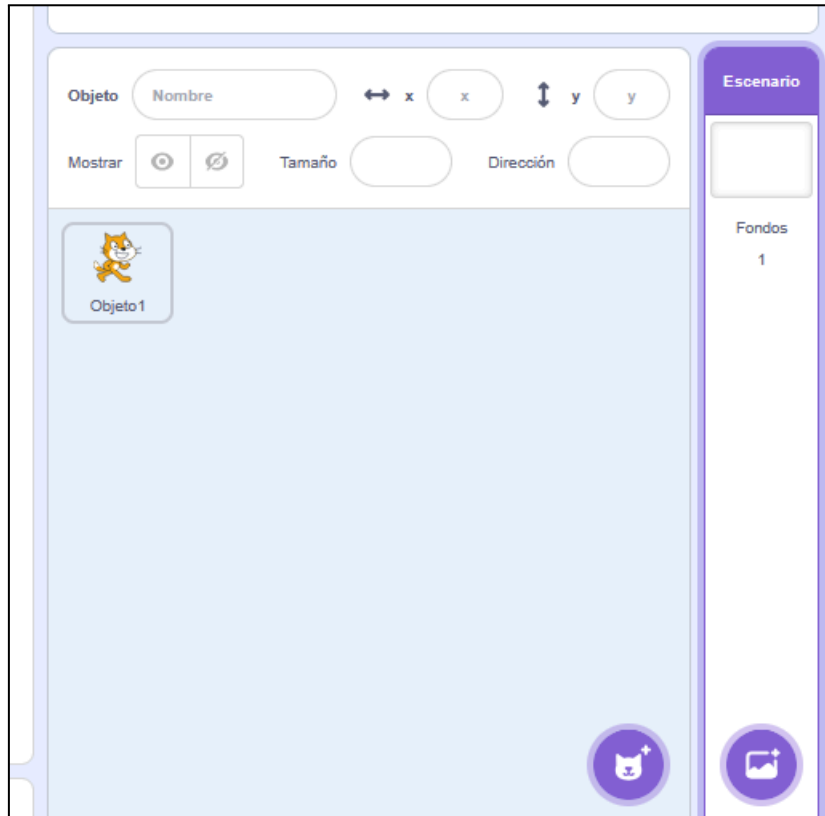 Objeto Nombre x x y y
Escenario
Mostrar Tamaño Dirección
Fondos
1
Objeto1